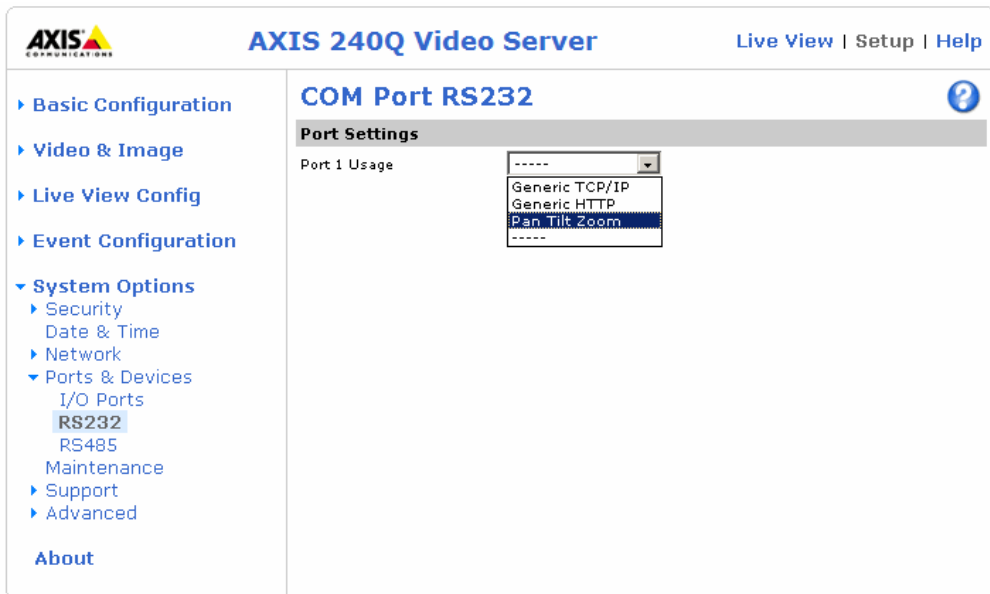 AXIS
COMMUNICATIONS
AXIS 240Q Video Server
Live View | Setup | Help
Basic Configuration
Video & Image
Live View Config
Event Configuration
System Options
Security
Date & Time
Network
Ports & Devices
I/O Ports
RS232
RS485
Maintenance
Support
Advanced
About
COM Port RS232
?
Port Settings
Port 1 Usage
-----
Generic TCP/IP
Generic HTTP
Pan Tilt Zoom
-----